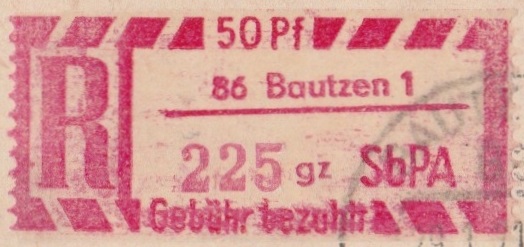 50 Pf
R
86 Bautzen 1
225 gz SbPA
Gebühr bezahlt